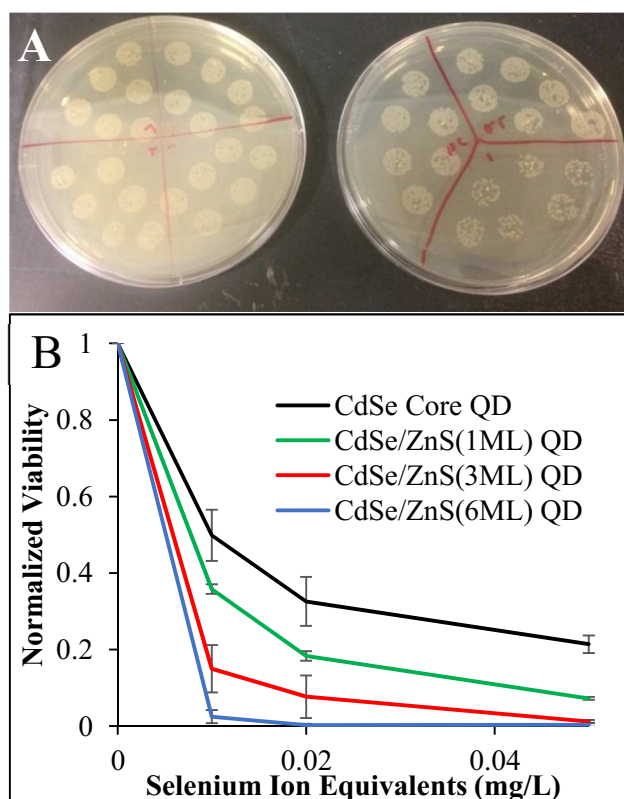 A
B
1
0.8
0.6
0.4
0.2
0
Normalized Viability
CdSe Core QD
CdSe/ZnS(1ML) QD
CdSe/ZnS(3ML) QD
CdSe/ZnS(6ML) QD
0
0.02
0.04
Selenium Ion Equivalents (mg/L)